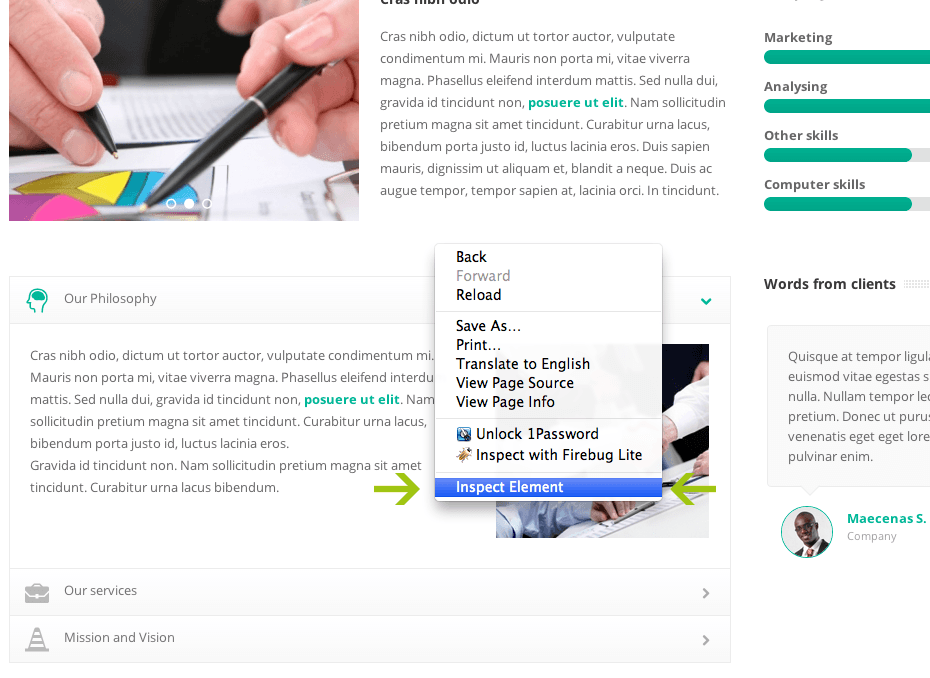 Cras nibh odio
Cras nibh odio, dictum ut tortor auctor, vulputate
condimentum mi. Mauris non porta mi, vitae viverra
magna. Phasellus eleifend interdum mattis. Sed nulla dui,
gravida id tincidunt non, posuere ut elit. Nam sollicitudin
pretium magna sit amet tincidunt. Curabitur urna lacus,
bibendum porta justo id, luctus lacinia eros. Duis sapien
mauris, dignissim ut aliquam et, blandit a neque. Duis ac
augue tempor, tempor sapien at, lacinia orci. In tincidunt.
Marketing
Analysing
Other skills
Computer skills
Our Philosophy
Cras nibh odio, dictum ut tortor auctor, vulputate condimentum mi.
Mauris non porta mi, vitae viverra magna. Phasellus eleifend interdu
mattis. Sed nulla dui, gravida id tincidunt non, posuere ut elit. Nam
sollicitudin pretium magna sit amet tincidunt. Curabitur urna lacus,
bibendum porta justo id, luctus lacinia eros.
Gravida id tincidunt non. Nam sollicitudin pretium magna sit amet
tincidunt. Curabitur urna lacus bibendum.
Back
Forward
Reload
Save As...
Print...
Translate to English
View Page Source
View Page Info
Unlock 1Password
Inspect with Firebug Lite
Inspect Element
Our services
Mission and Vision
Words from clients
Quisque at tempor ligula
euismod vitae egestas s
nulla. Nullam tempor lec
pretium. Donec ut purus
venenatis eget eget lore
pulvinar enim.
Maecenas S.
Company